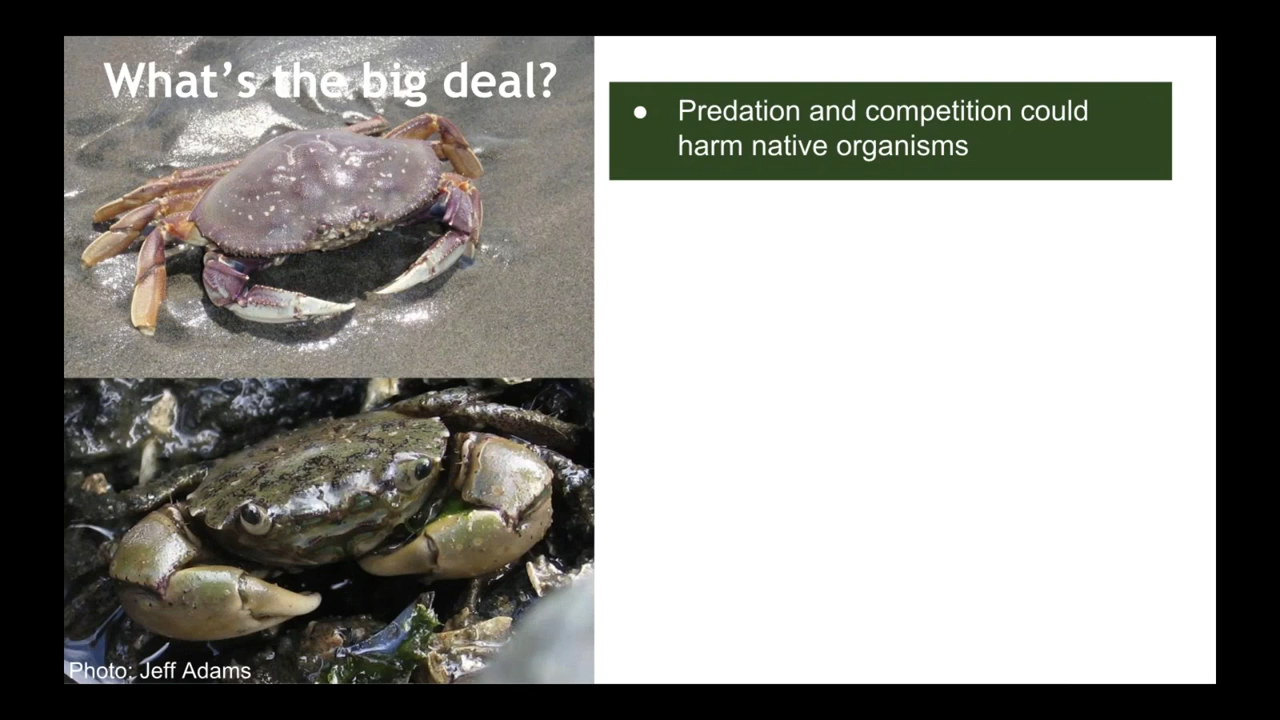 What’s the big deal?
● Predation and competition could
harm native organisms
Photo: Jeff Adams